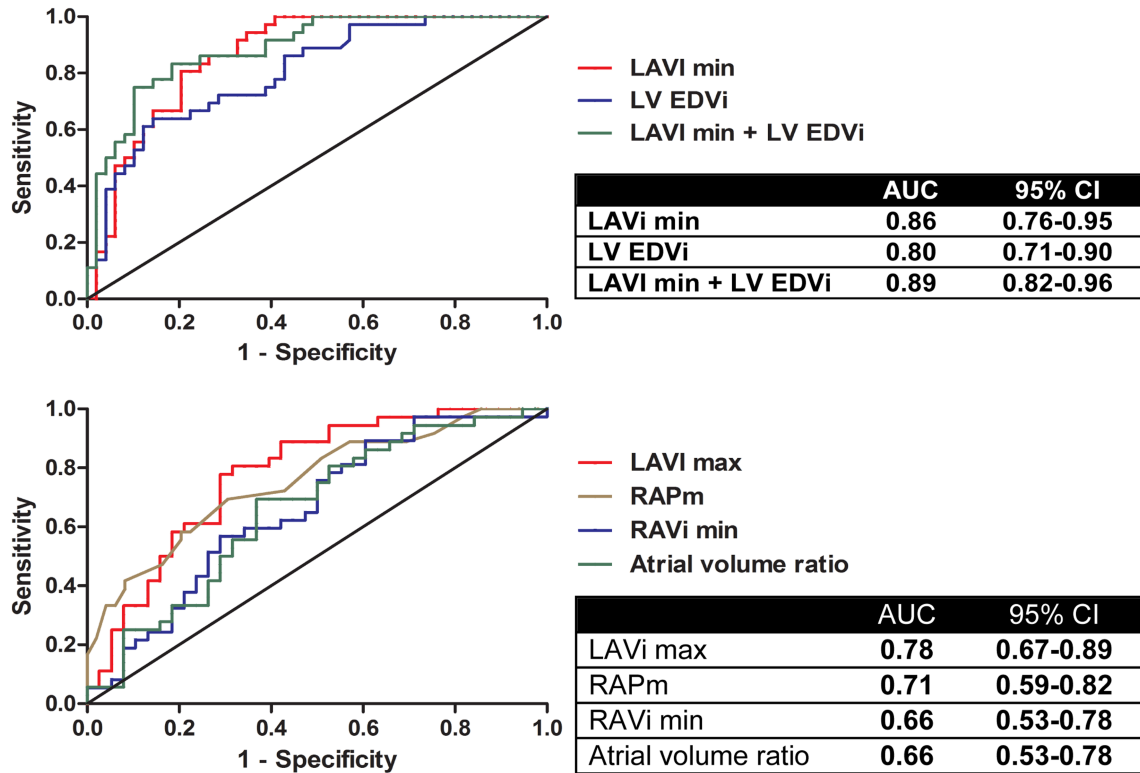 Sensitivity
1.0
0.8
0.6
0.4
0.2
0.0
0.0 0.2 0.4 0.6 0.8 1.0
1 - Specificity
LAVI min
LV EDVi
LAVI min + LV EDVi
AUC 95% CI
LAVi min 0.86 0.76-0.95
LV EDVi 0.80 0.71-0.90
LAVI min + LV EDVi 0.89 0.82-0.96
Sensitivity
1.0
0.8
0.6
0.4
0.2
0.0
0.0 0.2 0.4 0.6 0.8 1.0
1 - Specificity
LAVI max
RAPm
RAVi min
Atrial volume ratio
AUC 95% CI
LAVi max 0.78 0.67-0.89
RAPm 0.71 0.59-0.82
RAVi min 0.66 0.53-0.78
Atrial volume ratio 0.66 0.53-0.78